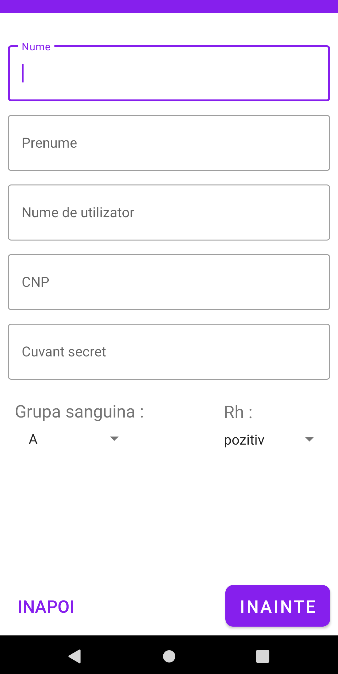 Nume
Prenume
Nume de utilizator
CNP
Cuvant secret
Grupa sanguina : Rh :
A pozitiv
INAPOI INAINTE